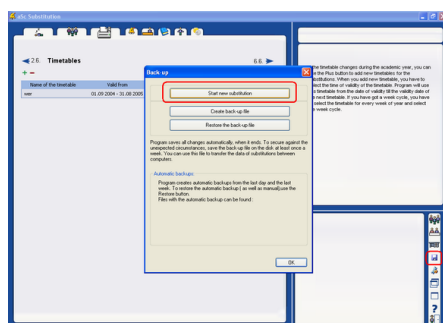 aSc Substitution
2.6. Timetables
6.6.
+ −
Name of the timetable
Valid from
wer
01.09 2004 - 31.08 2005
Back-up
Start new substitution
Create back-up file
Restore the back-up file
Program saves all changes automatically, when it ends. To secure against the
unexpected circumstances, save the back up file on the disk at least once a
week. You can use this file to transfer the data of substitutions between
computers.
Automatic backups:
Program creates automatic backups from the last day and the last
week. To restore the automatic backup ( as well as manual)use the
Restore button.
Files with the automatic backup can be found :
OK
the timetable changes during the academic year, you can
the Plus button to add new timetables for the
substitutions. When you add new timetable, you have to
the time of validity of the timetable. Program will use
timetable from the date of validity till the validity date of
next timetable. If you have got a week cycle, you have
select the timetable for every week of year and select
week cycle.